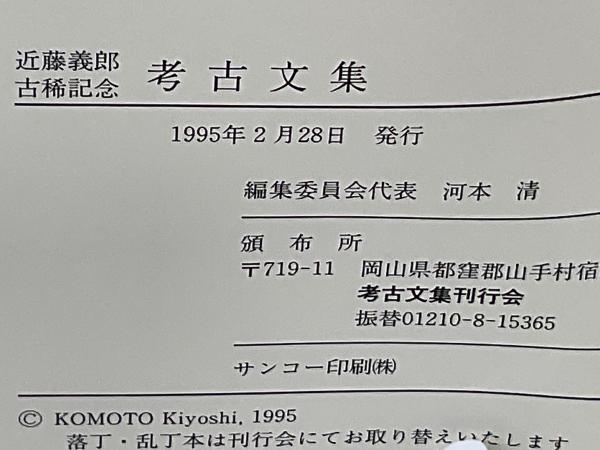 近藤義郎
古稀記念 考古文集
1995年2月28日 発行
編集委員会代表 河本 清
頒布所
〒719-11 岡山県都窪郡山手村宿
考古文集刊行会
振替01210-8-15365
サンコー印刷㈱
© KOMOTO Kiyoshi, 1995
落丁・乱丁本は刊行会にてお取り替えいたします